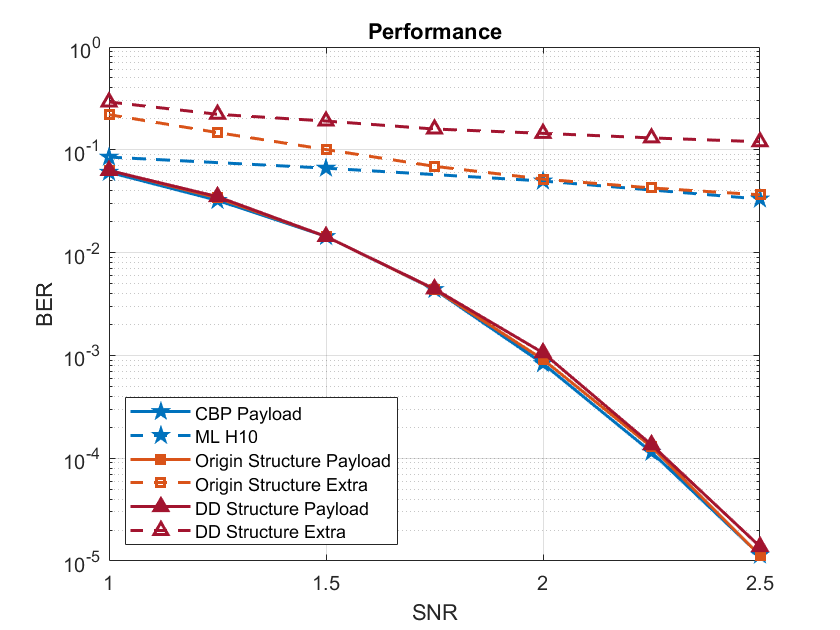 Performance
10^0
10^-1
10^-2
10^-3
10^-4
10^-5
BER
CBP Payload
ML H10
Origin Structure Payload
Origin Structure Extra
DD Structure Payload
DD Structure Extra
1 1.5 2 2.5
SNR